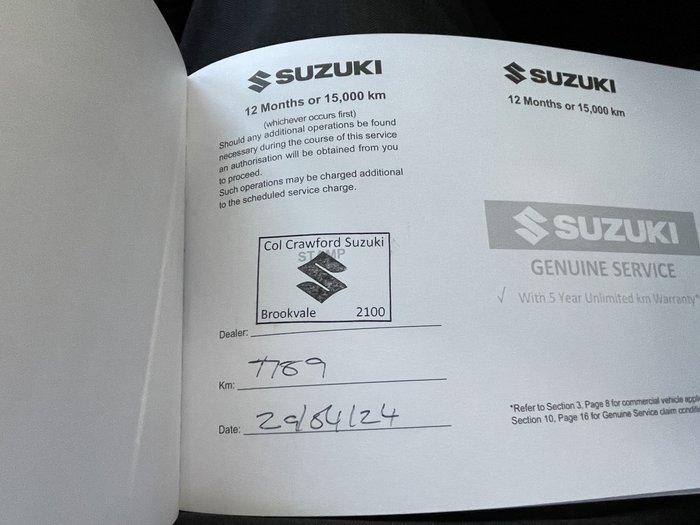 SUZUKI
12 Months or 15,000 km
(whichever occurs first)
Should any additional operations be found
necessary during the course of this service
an authorisation will be obtained from you
to proceed.
Such operations may be charged additional
to the scheduled service charge.
Col Crawford Suzuki
STAMP
Brookvale 2100
Dealer:
Km: 7789
Date: 29/04/24
SUZUKI
12 Months or 15,000 km
SUZUKI
GENUINE SERVICE
√ With 5 Year Unlimited km Warranty*
*Refer to Section 3, Page 8 for commercial vehicle
Section 10, Page 16 for Genuine Service claim